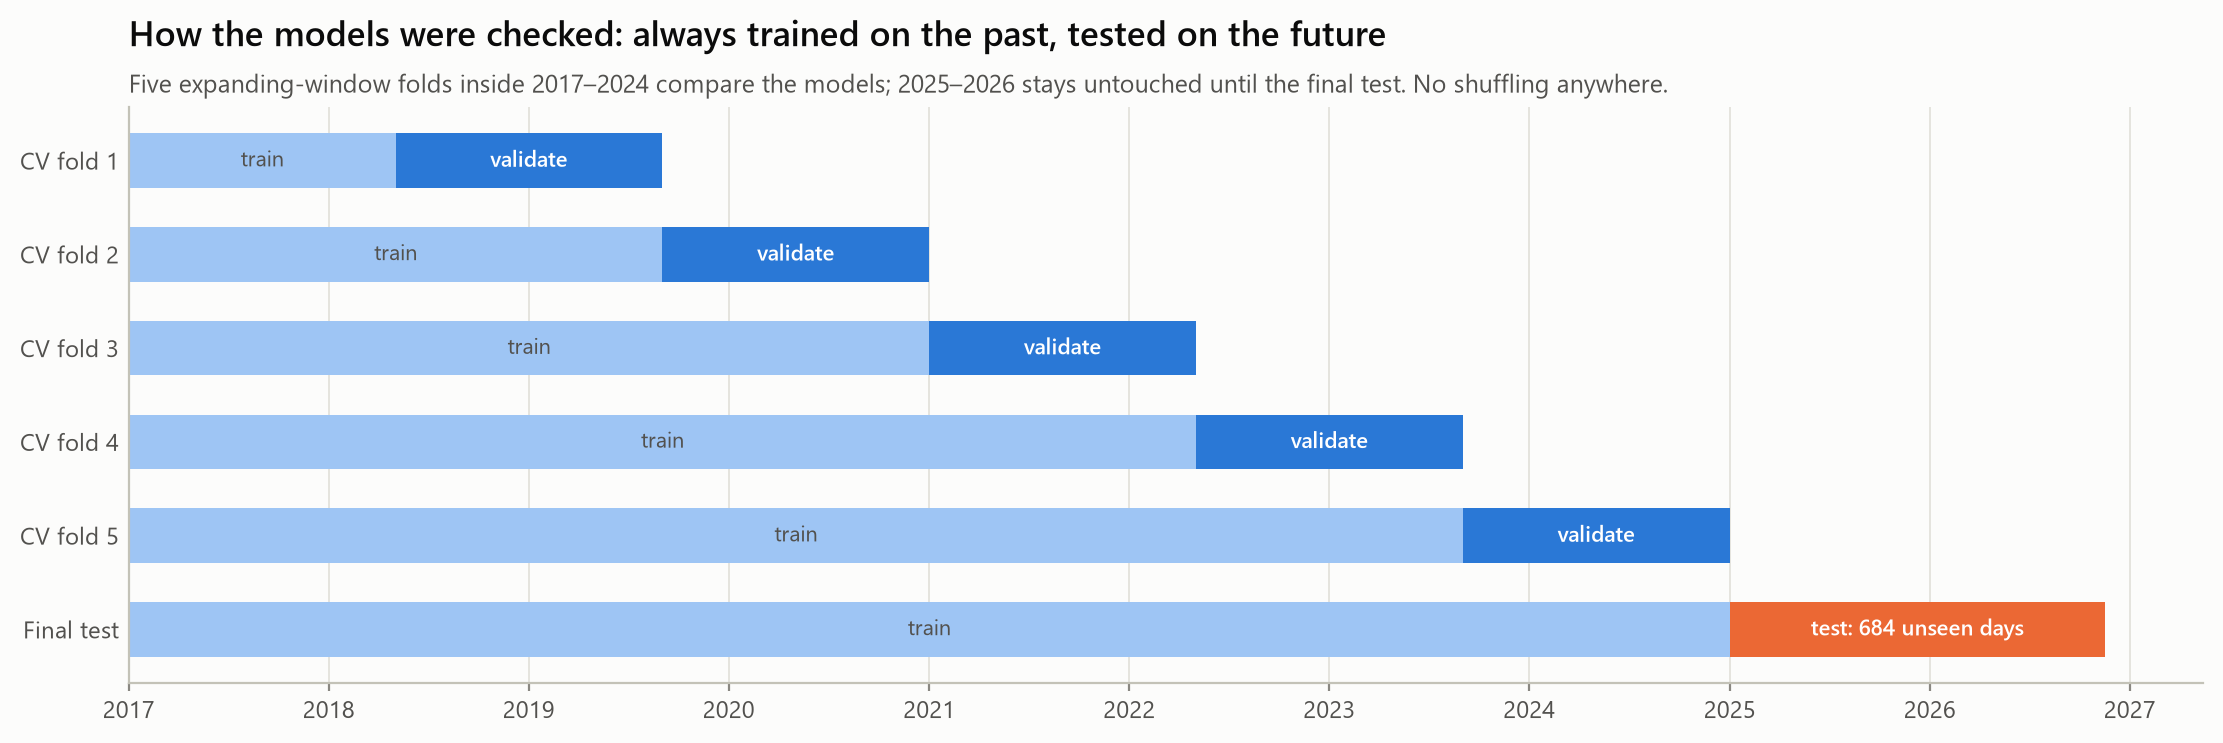 How the models were checked: always trained on the past, tested on the future
Five expanding-window folds inside 2017–2024 compare the models; 2025–2026 stays untouched until the final test. No shuffling anywhere.
CV fold 1 train validate
CV fold 2 train validate
CV fold 3 train validate
CV fold 4 train validate
CV fold 5 train validate
Final test train test: 684 unseen days
2017 2018 2019 2020 2021 2022 2023 2024 2025 2026 2027